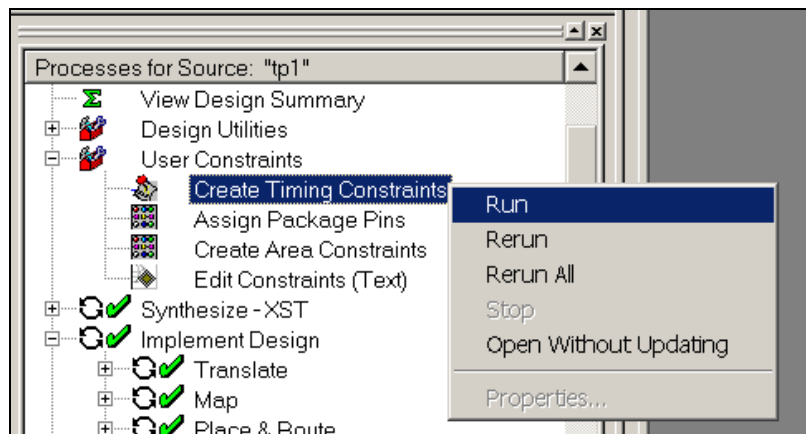 Processes for Source: "tp1"
View Design Summary
Design Utilities
User Constraints
Create Timing Constraints
Assign Package Pins
Create Area Constraints
Edit Constraints (Text)
Synthesize - XST
Implement Design
Translate
Map
Place & Route
Run
Rerun
Rerun All
Stop
Open Without Updating
Properties...